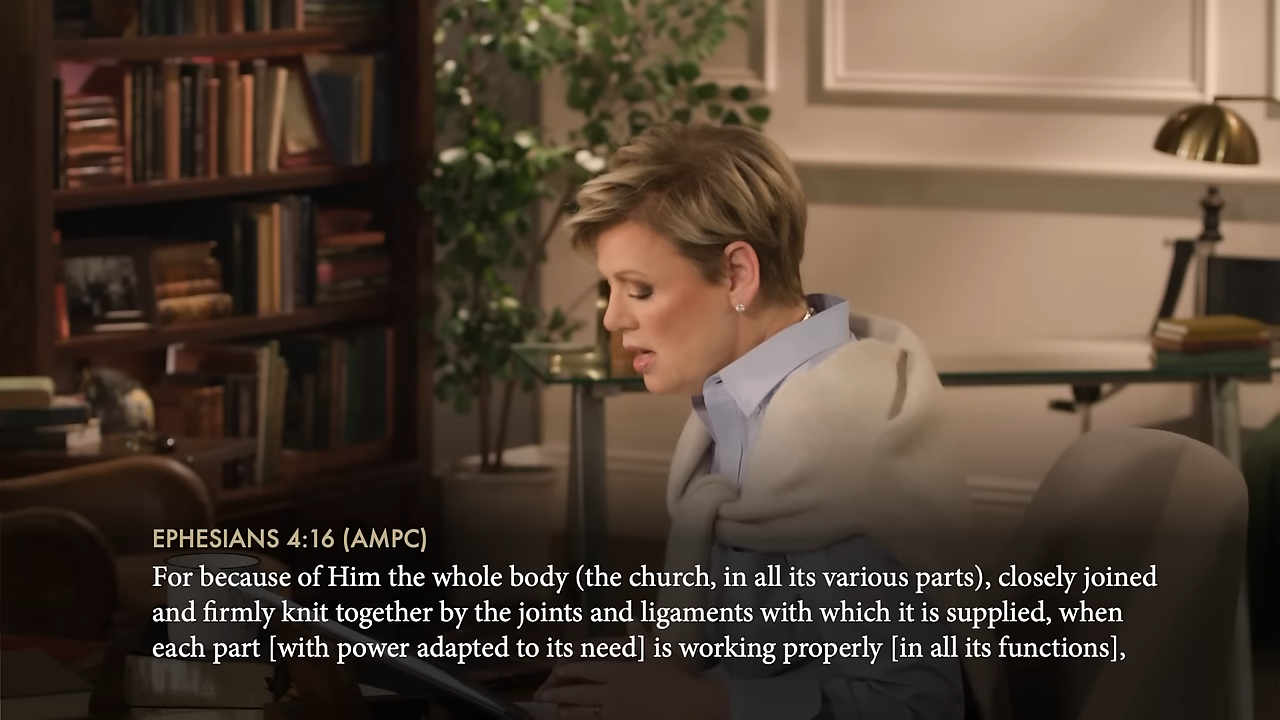 EPHESIANS 4:16 (AMPC)
For because of Him the whole body (the church, in all its various parts), closely joined
and firmly knit together by the joints and ligaments with which it is supplied, when
each part [with power adapted to its need] is working properly [in all its functions],